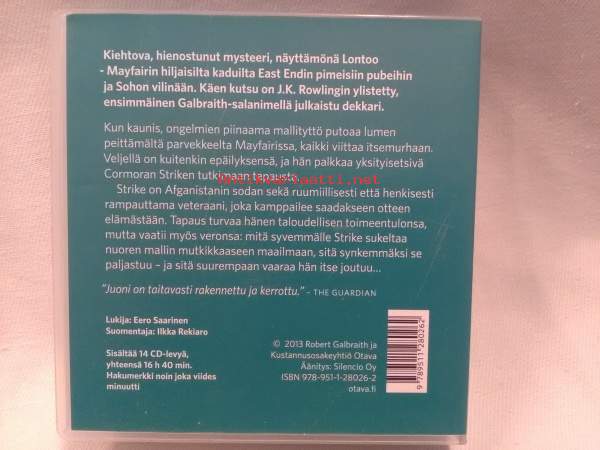 Kiehtova, hienostunut mysteeri, näyttämönä Lontoo
- Mayfairin hiljaisilta kaduilta East Endin pimeisiin pubeihin
ja Sohon vilinään. Käen kutsu on J.K. Rowlingin ylistetty,
ensimmäinen Galbraith-salanimellä julkaistu dekkari.
Kun kaunis, ongelmien piinaama mallityttö putoaa lumen
peittämältä parvekkeelta Mayfairissa, kaikki viittaa itsemurhaan.
Veljellä on kuitenkin epäilyksensä, ja hän palkkaa yksityisetsivä
Cormoran Striken tutkimaan tapausta.
Strike on Afganistanin sodan sekä ruumiillisesti että henkisesti
rampauttama veteraani, joka kamppailee saadakseen otteen
elämästään. Tapaus turvaa hänen taloudellisen toimeentulonsa,
mutta vaatii myös veronsa: mitä syvemmälle Strike sukeltaa
nuoren mallin mutkikkaaseen maailmaan, sitä synkemmäksi se
paljastuu – ja sitä suurempaan vaaraan hän itse joutuu...
"Juoni on taitavasti rakennettu ja kerrottu." – THE GUARDIAN
Lukija: Eero Saarinen
Suomentaja: Ilkka Rekiaro
Sisältää 14 CD-levyä,
yhteensä 16 h 40 min.
Hakumerkki noin joka viides
minuutti
© 2013 Robert Galbraith ja
Kustannusosakeyhtiö Otava
Äänitys: Silencio Oy
ISBN 978-951-1-28026-2
otava.fi
9 789511 280262